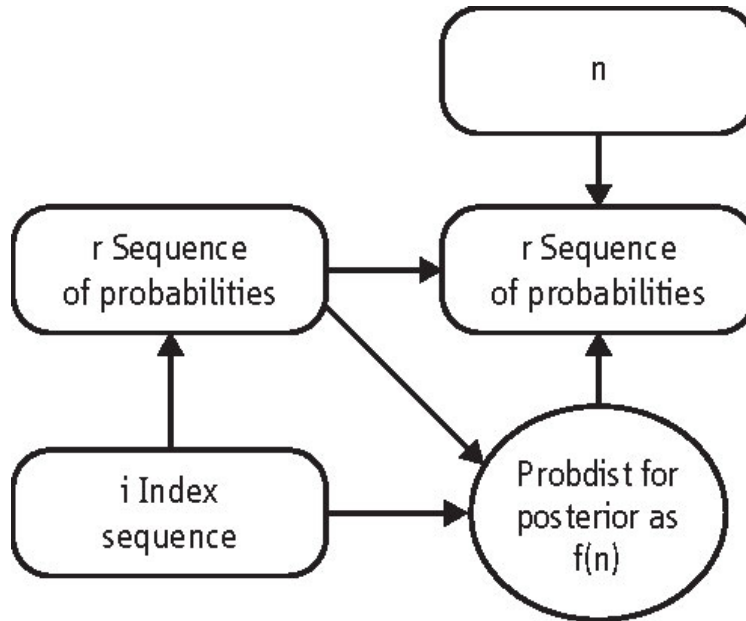 n
r Sequence
of probabilities
r Sequence
of probabilities
i Index
sequence
Probdist for
posterior as
f(n)